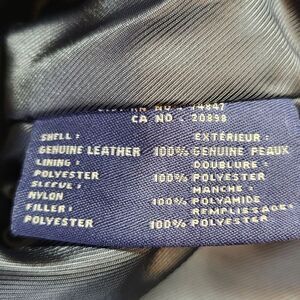 CA NO - 20898
SHELL : EXTÉRIEUR :
GENUINE LEATHER 100% GENUINE PEAUX
LINING : DOUBLURE :
POLYESTER 100% POLYESTER
SLEEVE : MANCHE :
NYLON 100% POLYAMIDE
FILLER : REMPLISSAGE :
POLYESTER 100% POLYESTER